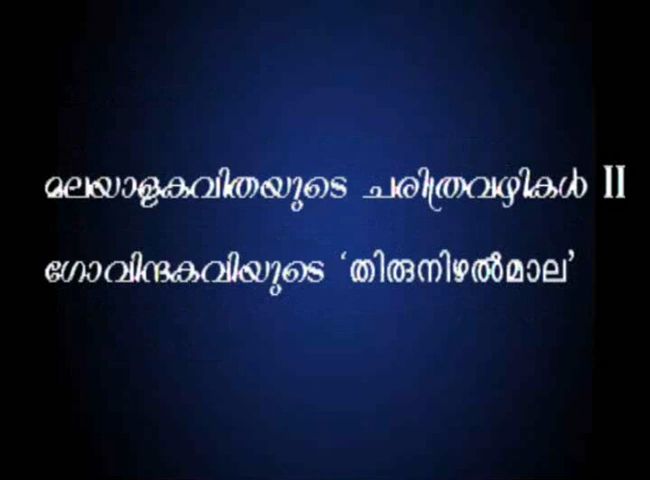 മലയാളകവിതയുടെ ചരിത്രവഴികൾ II
ഗോവിന്ദകവിയുടെ ‘തിരുനിഴൽമാല’